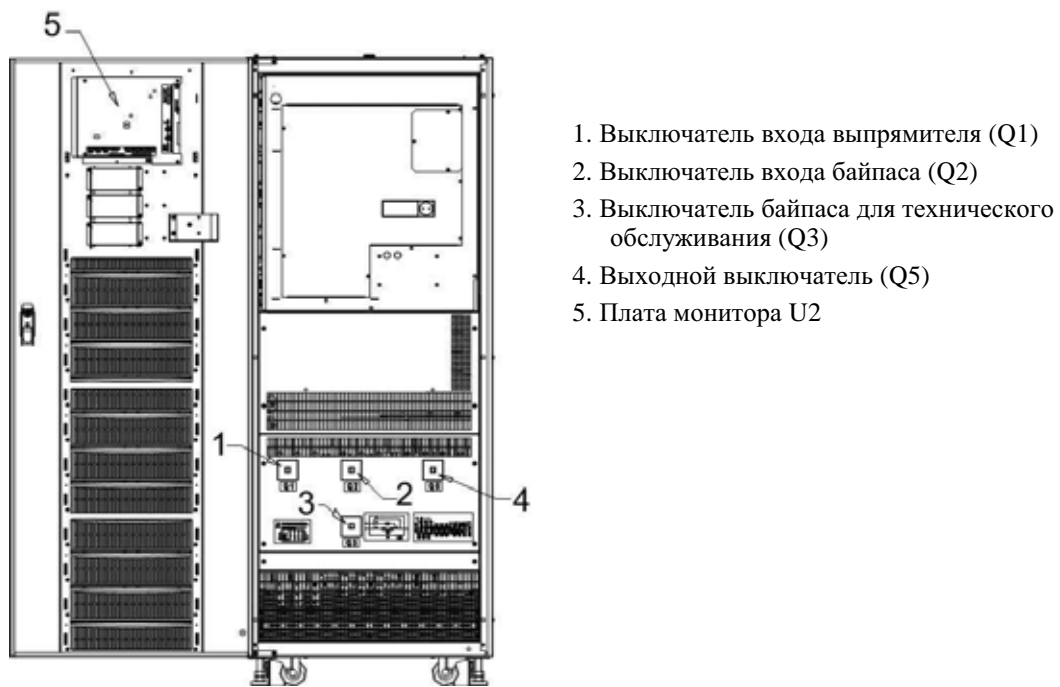 5
1. Выключатель входа выпрямителя (Q1)
2. Выключатель входа байпаса (Q2)
3. Выключатель байпаса для технического
обслуживания (Q3)
4. Выходной выключатель (Q5)
5. Плата монитора U2
1
2
3
4